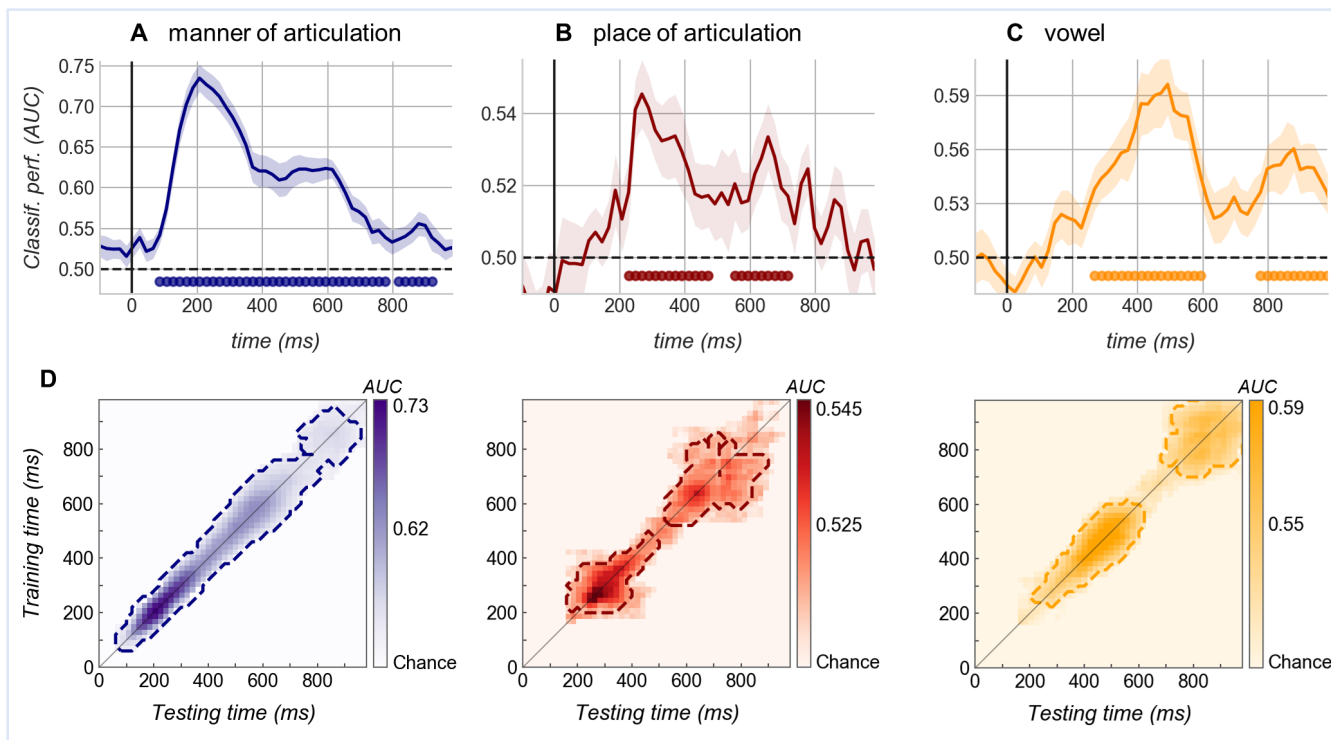 A manner of articulation
B place of articulation
C vowel
Classif. perf. (AUC)
0.75
0.70
0.65
0.60
0.55
0.50
0 200 400 600 800
time (ms)
0.54
0.52
0.50
0 200 400 600 800
time (ms)
0.59
0.56
0.53
0.50
0 200 400 600 800
time (ms)
D
Training time (ms)
800
600
400
200
0
0 200 400 600 800
Testing time (ms)
AUC
0.73
0.62
Chance
800
600
400
200
0
0 200 400 600 800
Testing time (ms)
AUC
0.545
0.525
Chance
800
600
400
200
0
0 200 400 600 800
Testing time (ms)
AUC
0.59
0.55
Chance